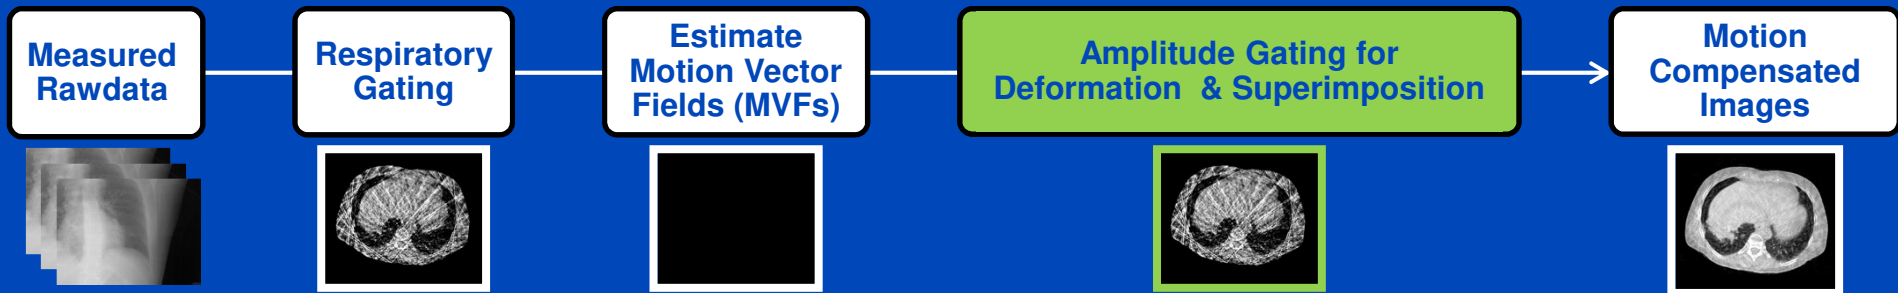 Measured
Rawdata
Respiratory
Gating
Estimate
Motion Vector
Fields (MVFs)
Amplitude Gating for
Deformation & Superimposition
Motion
Compensated
Images